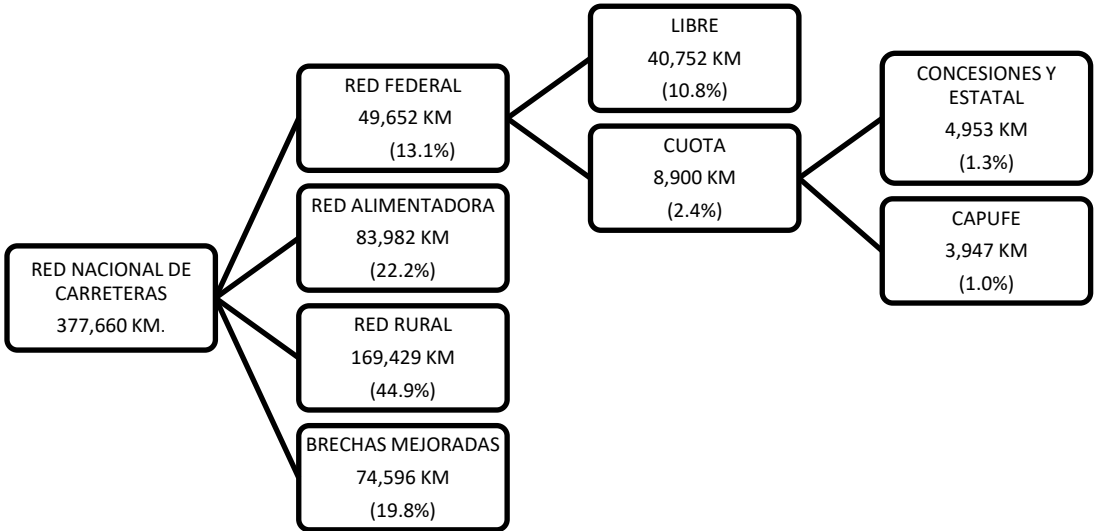 RED NACIONAL DE
CARRETERAS
377,660 KM.
RED FEDERAL
49,652 KM
(13.1%)
RED ALIMENTADORA
83,982 KM
(22.2%)
RED RURAL
169,429 KM
(44.9%)
BRECHAS MEJORADAS
74,596 KM
(19.8%)
LIBRE
40,752 KM
(10.8%)
CUOTA
8,900 KM
(2.4%)
CONCESIONES Y
ESTATAL
4,953 KM
(1.3%)
CAPUFE
3,947 KM
(1.0%)